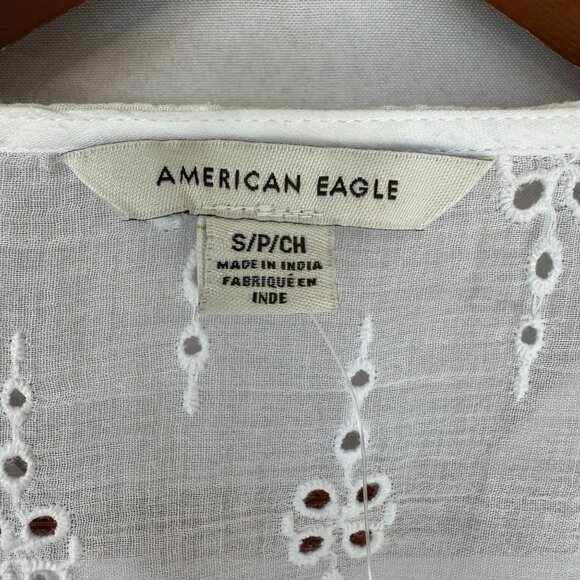 AMERICAN EAGLE
S/P/CH
MADE IN INDIA
FABRIQUÉ EN
INDE